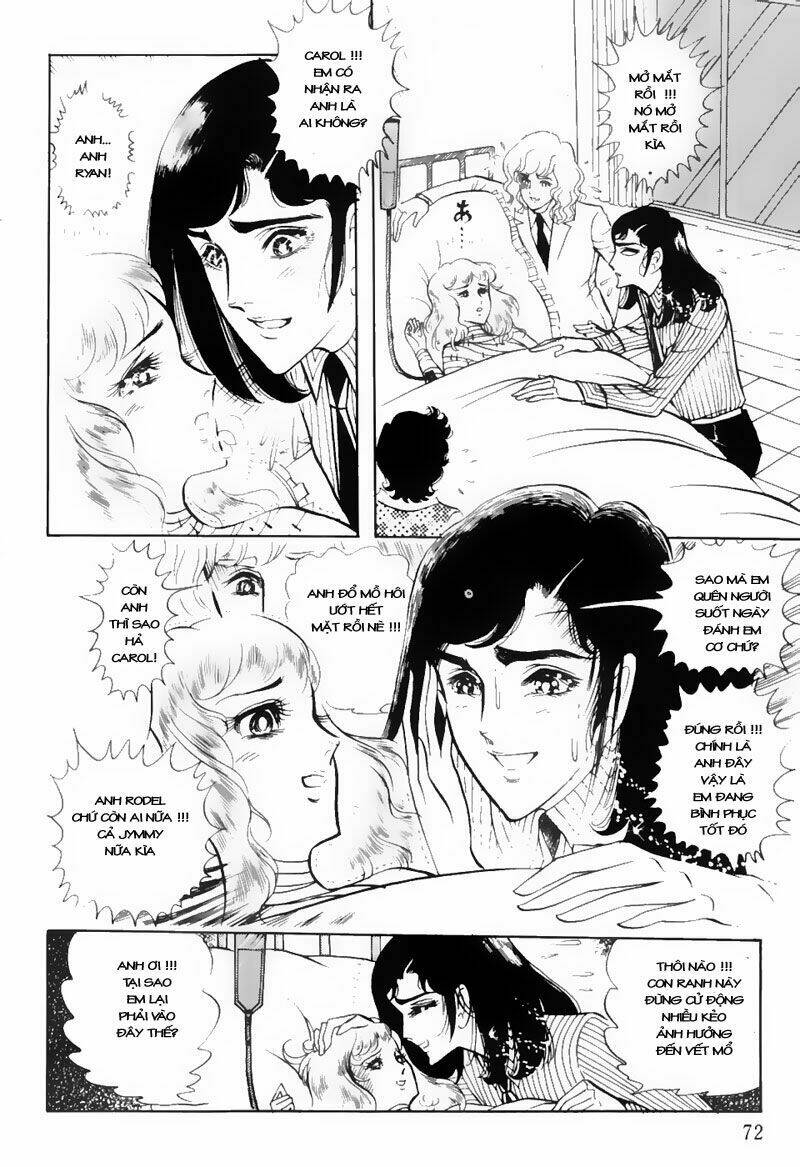 MỞ MẮT
RỒI !!!
NÓ MỞ
MẮT RỒI
KÌA
あ
CAROL !!!
EM CÓ
NHẬN RA
ANH LÀ
AI KHÔNG?
ANH...
ANH
RYAN!
SAO MÀ EM
QUÊN NGƯỜI
SUỐT NGÀY
ĐÁNH EM
CƠ CHỨ?
ANH ĐỔ MỒ HÔI
ƯỚT HẾT
MẶT RỒI NÈ !!!
CÒN
ANH
THÌ SAO
HẢ
CAROL!
ĐÚNG RỒI !!!
CHÍNH LÀ
ANH ĐÂY
VẬY LÀ
EM ĐANG
BÌNH PHỤC
TỐT ĐÓ
ANH RODEL
CHỨ CÒN AI NỮA !!!
CẢ JYMMY
NỮA KÌA
THÔI NÀO !!!
CON RANH NÀY
ĐỪNG CỬ ĐỘNG
NHIỀU KẺO
ẢNH HƯỞNG
ĐẾN VẾT MỔ
ANH ƠI !!!
TẠI SAO
EM LẠI
PHẢI VÀO
ĐÂY THẾ?
72